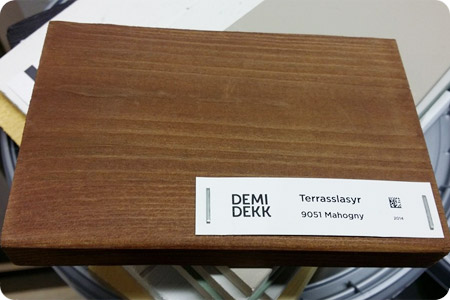 DEMI
DEKK
Terrasslasyr
9051 Mahogny
2014